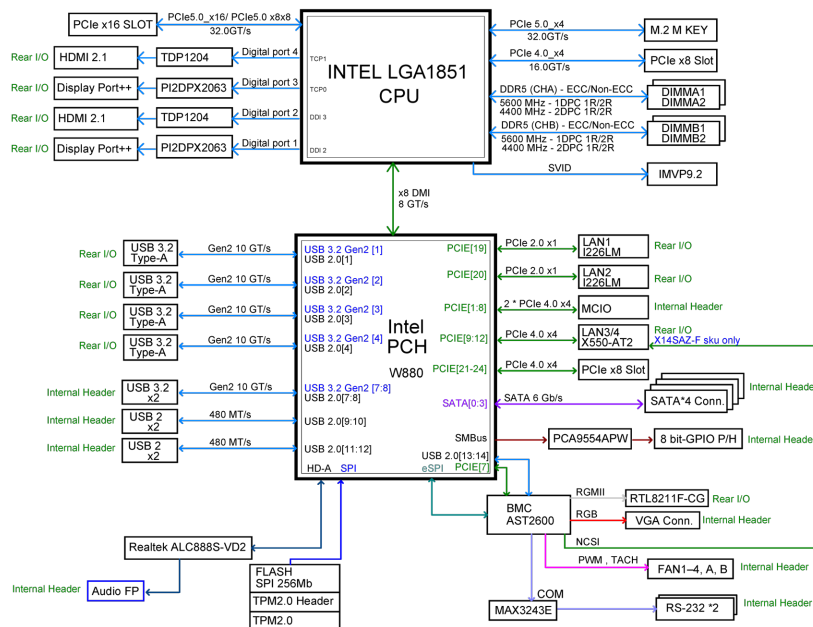 PCIe x16 SLOT
PCIe5.0_x16/ PCIe5.0 x8x8
32.0GT/s
Rear I/O
HDMI 2.1
TDP1204
Digital port 4
TCP1
Rear I/O
Display Port++
PI2DPX2063
Digital port 3
TCP0
Rear I/O
HDMI 2.1
TDP1204
Digital port 2
DDI 3
Rear I/O
Display Port++
PI2DPX2063
Digital port 1
DDI 2
INTEL LGA1851
CPU
PCIe 5.0_x4
32.0GT/s
M.2 M KEY
PCIe 4.0_x4
16.0GT/s
PCIe x8 Slot
DDR5 (CHA) - ECC/Non-ECC
5600 MHz - 1DPC 1R/2R
4400 MHz - 2DPC 1R/2R
DIMMA1
DIMMA2
DDR5 (CHB) - ECC/Non-ECC
5600 MHz - 1DPC 1R/2R
4400 MHz - 2DPC 1R/2R
DIMMB1
DIMMB2
SVID
IMVP9.2
x8 DMI
8 GT/s
Rear I/O
USB 3.2
Type-A
Gen2 10 GT/s
USB 3.2 Gen2 [1]
USB 2.0[1]
Rear I/O
USB 3.2
Type-A
Gen2 10 GT/s
USB 3.2 Gen2 [2]
USB 2.0[2]
Rear I/O
USB 3.2
Type-A
Gen2 10 GT/s
USB 3.2 Gen2 [3]
USB 2.0[3]
Rear I/O
USB 3.2
Type-A
Gen2 10 GT/s
USB 3.2 Gen2 [4]
USB 2.0[4]
Internal Header
USB 3.2
x2
Gen2 10 GT/s
USB 3.2 Gen2 [7:8]
USB 2.0[7:8]
Internal Header
USB 2
x2
480 MT/s
USB 2.0[9:10]
Internal Header
USB 2
x2
480 MT/s
USB 2.0[11:12]
Intel
PCH
W880
HD-A
SPI
eSPI
PCIE[19]
PCIe 2.0 x1
LAN1
I226LM
Rear I/O
PCIE[20]
PCIe 2.0 x1
LAN2
I226LM
Rear I/O
PCIE[1:8]
2 * PCIe 4.0 x4
MCIO
Internal Header
PCIE[9:12]
PCIe 4.0 x4
LAN3/4
X550-AT2
Rear I/O
X14SAZ-F sku only
PCIE[21-24]
PCIe 4.0 x4
PCIe x8 Slot
SATA[0:3]
SATA 6 Gb/s
SATA*4 Conn.
Internal Heade
SMBus
PCA9554APW
8 bit-GPIO P/H
Internal Heade
USB 2.0[13:14]
PCIE[7]
BMC
AST2600
RGMII
RTL8211F-CG
Rear I/O
RGB
VGA Conn.
Internal Header
NCSI
PWM , TACH
FAN1–4, A, B
Internal Header
COM
MAX3243E
RS-232 *2
Internal Header
Realtek ALC888S-VD2
Internal Header
Audio FP
FLASH
SPI 256Mb
TPM2.0 Header
TPM2.0